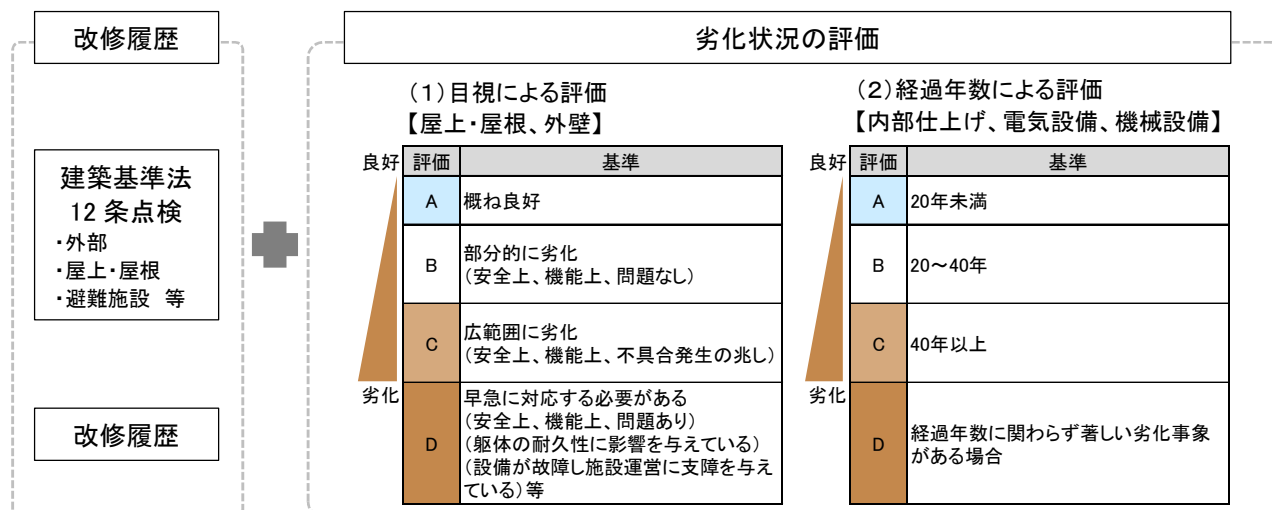 改修履歴
建築基準法
12 条点検
・外部
・屋上・屋根
・避難施設　等
改修履歴
劣化状況の評価
（１）目視による評価
【屋上・屋根、外壁】
良好
評価　基準
A　概ね良好
B　部分的に劣化
（安全上、機能上、問題なし）
C　広範囲に劣化
（安全上、機能上、不具合発生の兆し）
劣化
D　早急に対応する必要がある
（安全上、機能上、問題あり）
（躯体の耐久性に影響を与えている）
（設備が故障し施設運営に支障を与え
ている）等
（２）経過年数による評価
【内部仕上げ、電気設備、機械設備】
良好
評価　基準
A　20年未満
B　20～40年
C　40年以上
劣化
D　経過年数に関わらず著しい劣化事象
がある場合